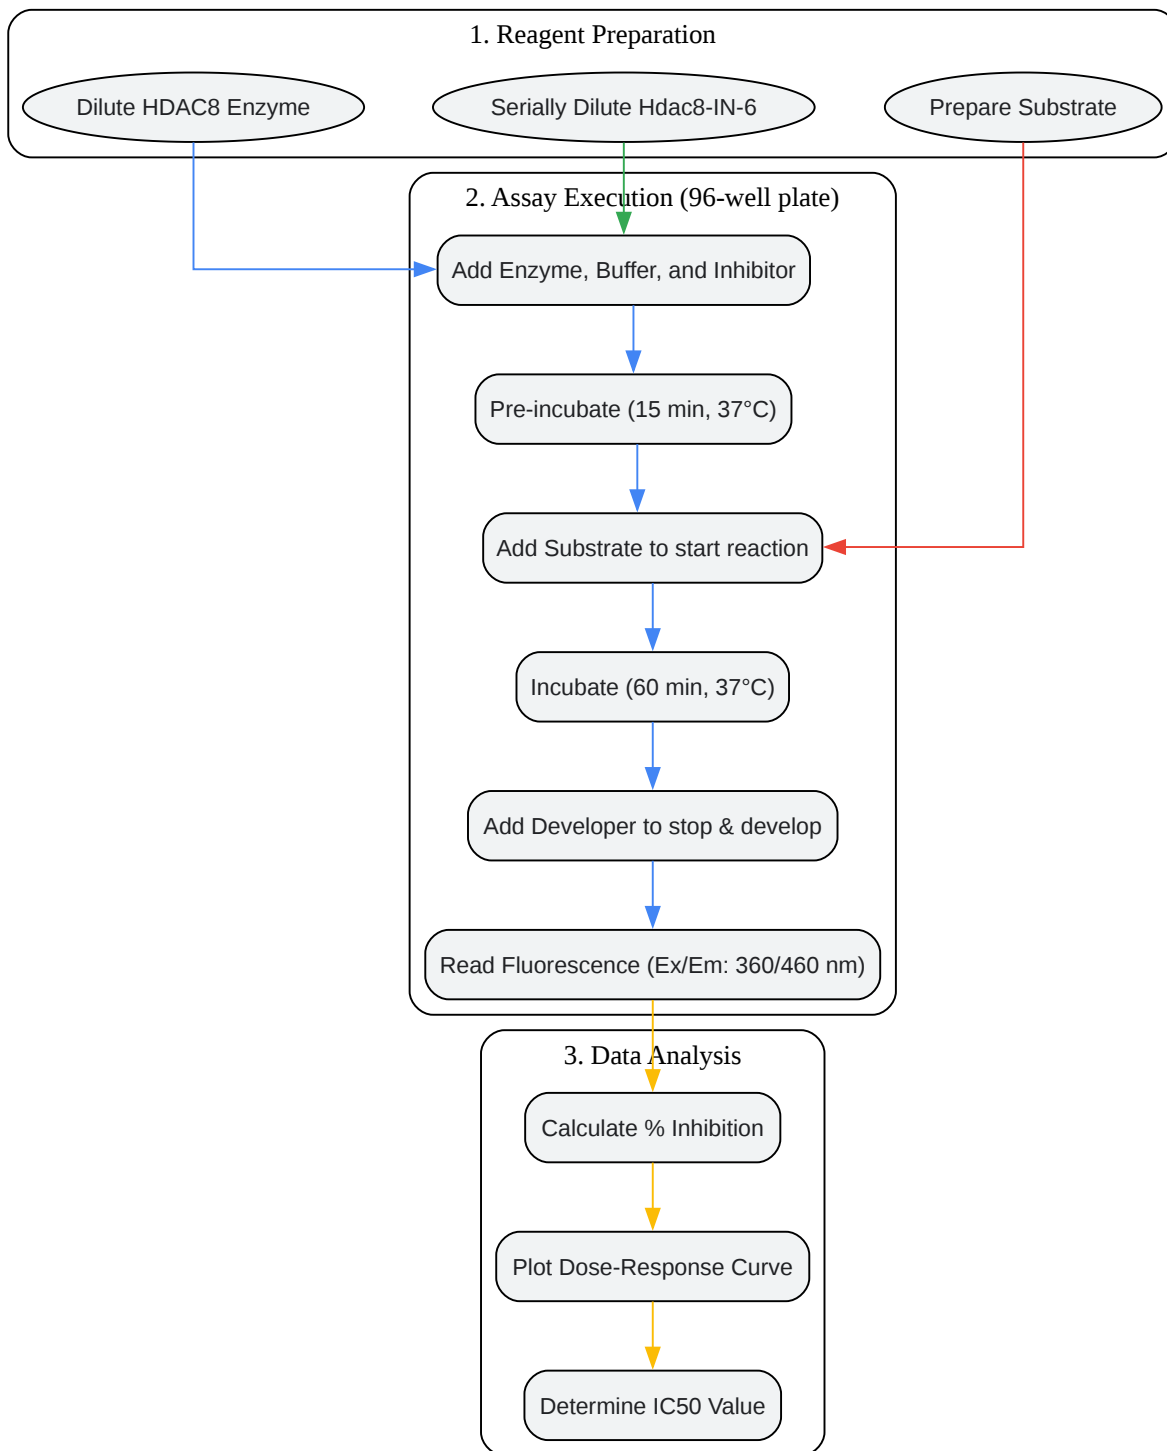 1. Reagent Preparation
Dilute HDAC8 Enzyme
Serially Dilute Hdac8-IN-6
Prepare Substrate
2. Assay Execution (96-well plate)
Add Enzyme, Buffer, and Inhibitor
Pre-incubate (15 min, 37°C)
Add Substrate to start reaction
Incubate (60 min, 37°C)
Add Developer to stop & develop
Read Fluorescence (Ex/Em: 360/460 nm)
3. Data Analysis
Calculate % Inhibition
Plot Dose-Response Curve
Determine IC50 Value